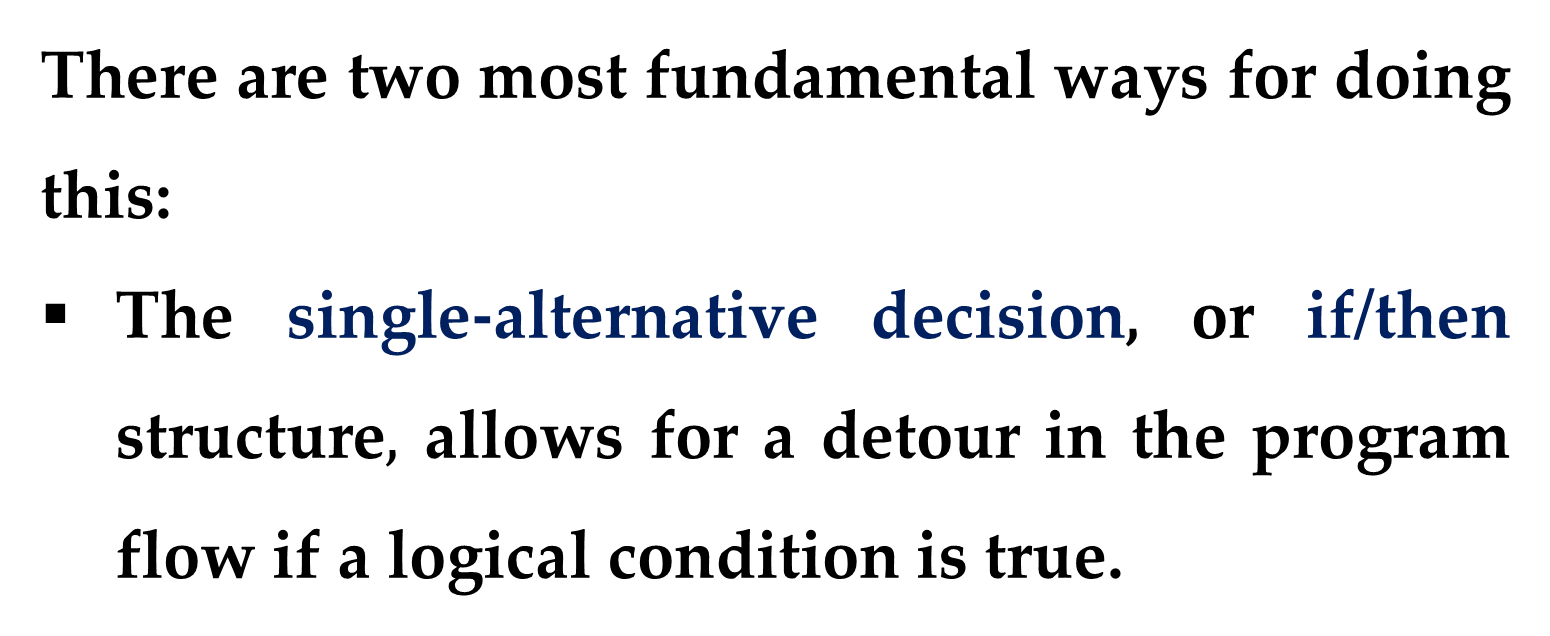 There are two most fundamental ways for doing
this:
▪ The single-alternative decision, or if/then
structure, allows for a detour in the program
flow if a logical condition is true.